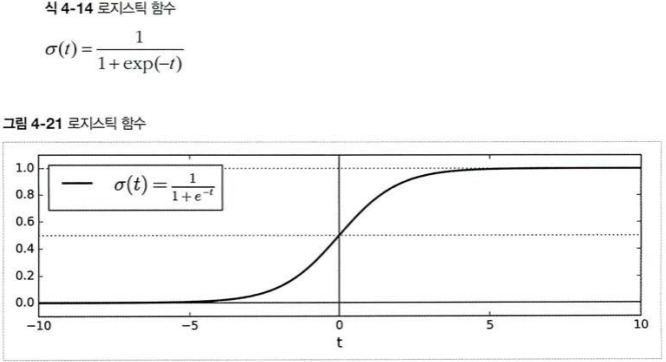 식 4-14 로지스틱 함수
σ(t) = 1 / (1 + exp(−t))
그림 4-21 로지스틱 함수
σ(t) = 1 / (1 + e^−t)
1.0
0.8
0.6
0.4
0.2
0.0
−10 −5 0 5 10
t